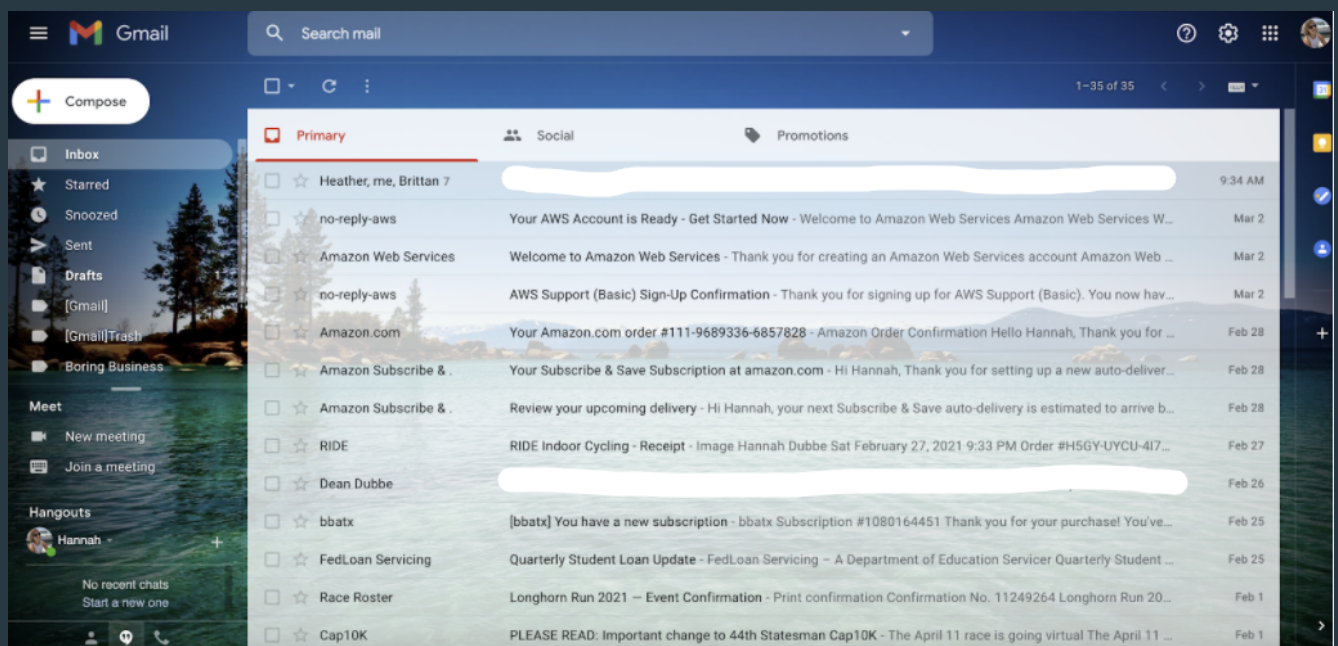 Gmail
Search mail
Compose
1–35 of 35
Inbox
Starred
Snoozed
Sent
Drafts 1
[Gmail]
[Gmail]Trash
Boring Business
Meet
New meeting
Join a meeting
Hangouts
Hannah
No recent chats
Start a new one
Primary Social Promotions
Heather, me, Brittan 7 9:34 AM
no-reply-aws Your AWS Account is Ready - Get Started Now - Welcome to Amazon Web Services Amazon Web Services W... Mar 2
Amazon Web Services Welcome to Amazon Web Services - Thank you for creating an Amazon Web Services account Amazon Web ... Mar 2
no-reply-aws AWS Support (Basic) Sign-Up Confirmation - Thank you for signing up for AWS Support (Basic). You now hav... Mar 2
Amazon.com Your Amazon.com order #111-9689336-6857828 - Amazon Order Confirmation Hello Hannah, Thank you for ... Feb 28
Amazon Subscribe & . Your Subscribe & Save Subscription at amazon.com - Hi Hannah, Thank you for setting up a new auto-deliver... Feb 28
Amazon Subscribe & . Review your upcoming delivery - Hi Hannah, your next Subscribe & Save auto-delivery is estimated to arrive b... Feb 28
RIDE RIDE Indoor Cycling - Receipt - Image Hannah Dubbe Sat February 27, 2021 9:33 PM Order #H5GY-UYCU-4I7... Feb 27
Dean Dubbe Feb 26
bbatx [bbatx] You have a new subscription - bbatx Subscription #1080164451 Thank you for your purchase! You've... Feb 25
FedLoan Servicing Quarterly Student Loan Update - FedLoan Servicing – A Department of Education Servicer Quarterly Student ... Feb 25
Race Roster Longhorn Run 2021 — Event Confirmation - Print confirmation Confirmation No. 11249264 Longhorn Run 20... Feb 1
Cap10K PLEASE READ: Important change to 44th Statesman Cap10K - The April 11 race is going virtual The April 11 ... Feb 1
31